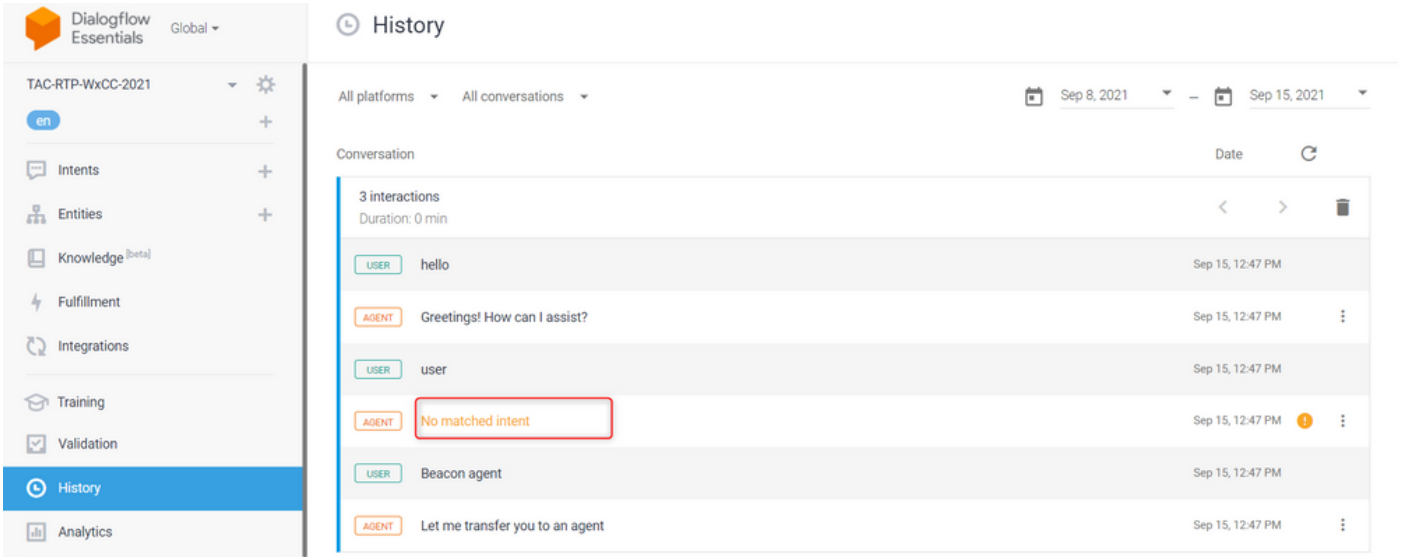 Dialogflow
Essentials
Global
TAC-RTP-WxCC-2021
en
Intents
Entities
Knowledge [beta]
Fulfillment
Integrations
Training
Validation
History
Analytics
History
All platforms All conversations Sep 8, 2021 – Sep 15, 2021
Conversation Date
3 interactions
Duration: 0 min
USER hello Sep 15, 12:47 PM
AGENT Greetings! How can I assist? Sep 15, 12:47 PM
USER user Sep 15, 12:47 PM
AGENT No matched intent Sep 15, 12:47 PM
USER Beacon agent Sep 15, 12:47 PM
AGENT Let me transfer you to an agent Sep 15, 12:47 PM